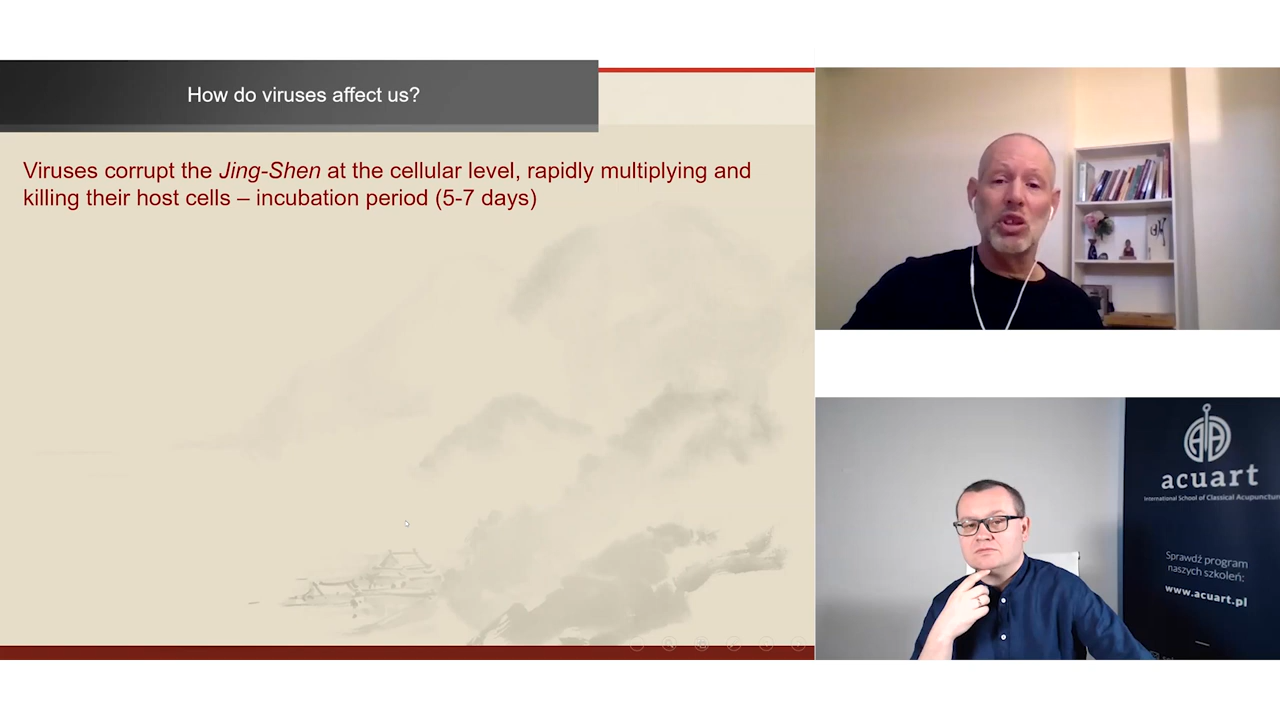 How do viruses affect us?
Viruses corrupt the Jing-Shen at the cellular level, rapidly multiplying and
killing their host cells – incubation period (5-7 days)
acuart
International School of Classical Acupunctur
Sprawdź program
naszych szkoleń:
www.acuart.pl